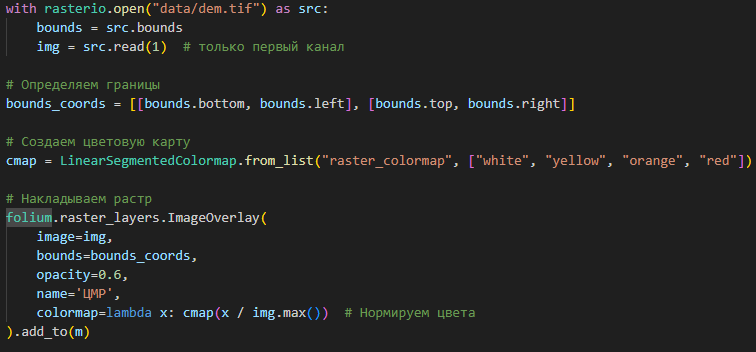 with rasterio.open("data/dem.tif") as src:
    bounds = src.bounds
    img = src.read(1)  # только первый канал
# Определяем границы
bounds_coords = [[bounds.bottom, bounds.left], [bounds.top, bounds.right]]
# Создаем цветовую карту
cmap = LinearSegmentedColormap.from_list("raster_colormap", ["white", "yellow", "orange", "red"])
# Накладываем растр
folium.raster_layers.ImageOverlay(
    image=img,
    bounds=bounds_coords,
    opacity=0.6,
    name='ЦМР',
    colormap=lambda x: cmap(x / img.max())  # Нормируем цвета
).add_to(m)